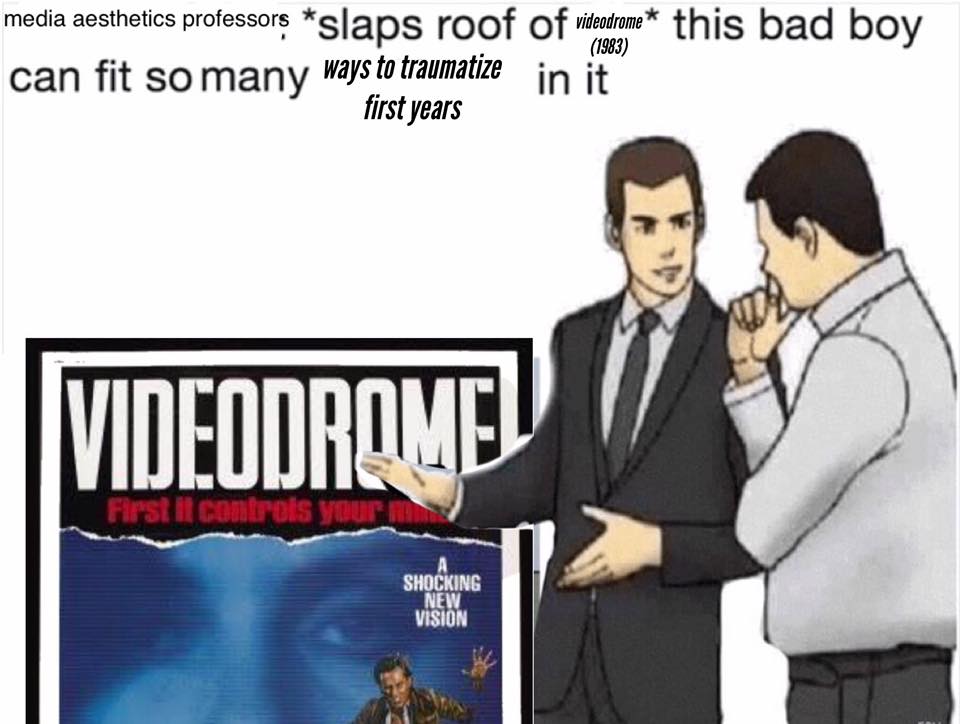 media aesthetics professors: *slaps roof of videodrome* this bad boy
(1983)
can fit so many ways to traumatize in it
first years
VIDEODROME
First it controls your
A
SHOCKING
NEW
VISION